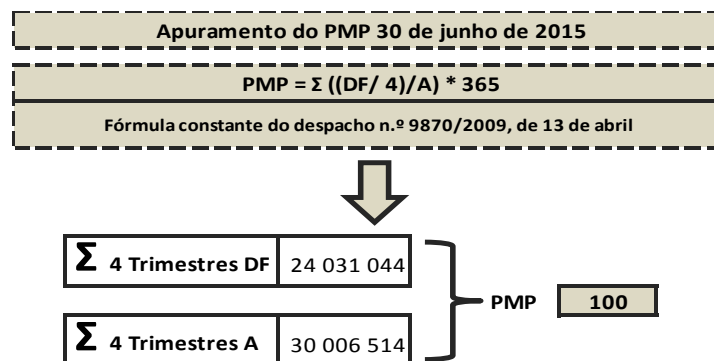 Apuramento do PMP 30 de junho de 2015
PMP = Σ ((DF/ 4)/A) * 365
Fórmula constante do despacho n.º 9870/2009, de 13 de abril
Σ 4 Trimestres DF 24 031 044
PMP 100
Σ 4 Trimestres A 30 006 514